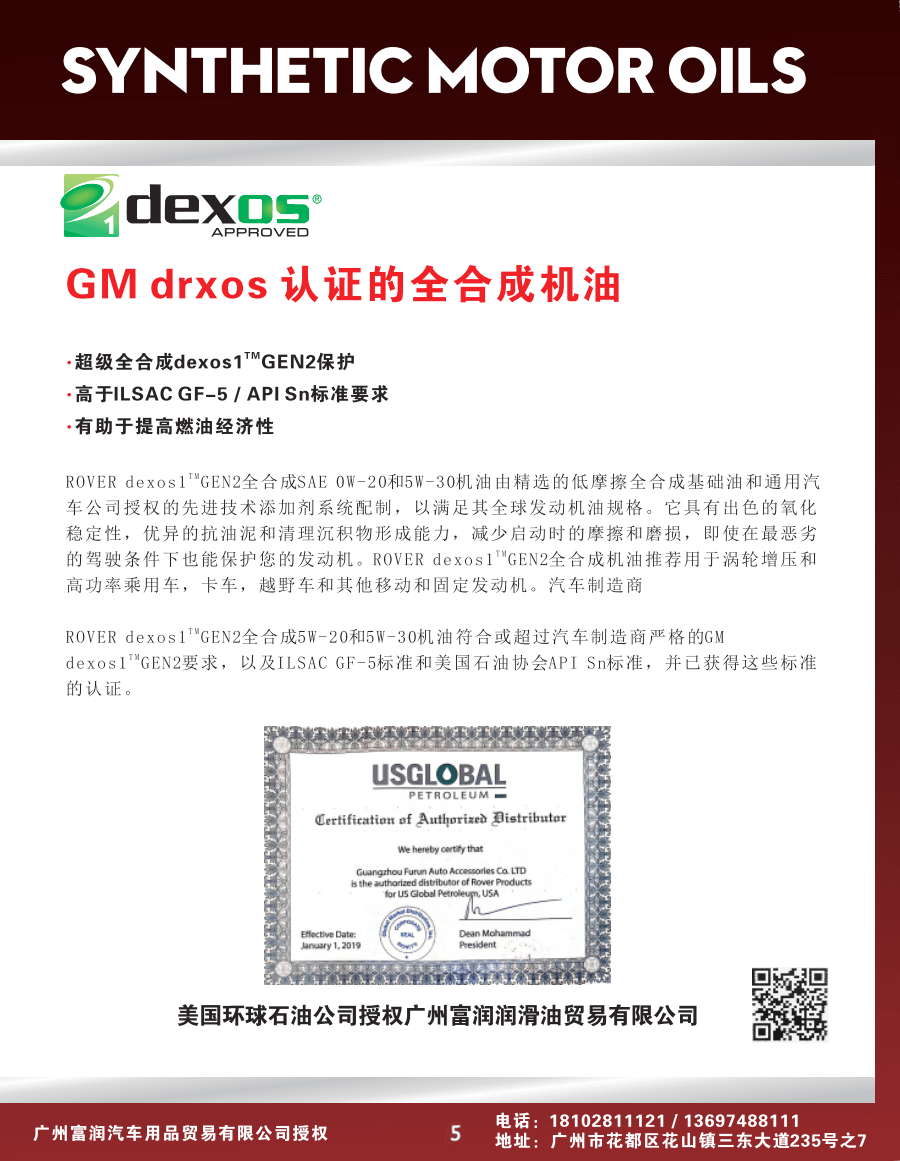 SYNTHETIC MOTOR OILS
1 dexos®
APPROVED
GM drxos 认证的全合成机油
·超级全合成dexos1™GEN2保护
·高于ILSAC GF-5 / API Sn标准要求
·有助于提高燃油经济性
ROVER dexos1™GEN2全合成SAE 0W-20和5W-30机油由精选的低摩擦全合成基础油和通用汽
车公司授权的先进技术添加剂系统配制，以满足其全球发动机油规格。它具有出色的氧化
稳定性，优异的抗油泥和清理沉积物形成能力，减少启动时的摩擦和磨损，即使在最恶劣
的驾驶条件下也能保护您的发动机。ROVER dexos1™GEN2全合成机油推荐用于涡轮增压和
高功率乘用车，卡车，越野车和其他移动和固定发动机。汽车制造商
ROVER dexos1™GEN2全合成5W-20和5W-30机油符合或超过汽车制造商严格的GM
dexos1™GEN2要求，以及ILSAC GF-5标准和美国石油协会API Sn标准，并已获得这些标准
的认证。
USGLOBAL
PETROLEUM
Certification of Authorized Distributor
We hereby certify that
Guangzhou Furun Auto Accessories Co. LTD
is the authorized distributor of Rover Products
for US Global Petroleum, USA
CORPORATE
SEAL
Effective Date:
January 1, 2019
Dean Mohammad
President
美国环球石油公司授权广州富润润滑油贸易有限公司
广州富润汽车用品贸易有限公司授权
5
电话：18102811121 / 13697488111
地址：广州市花都区花山镇三东大道235号之7